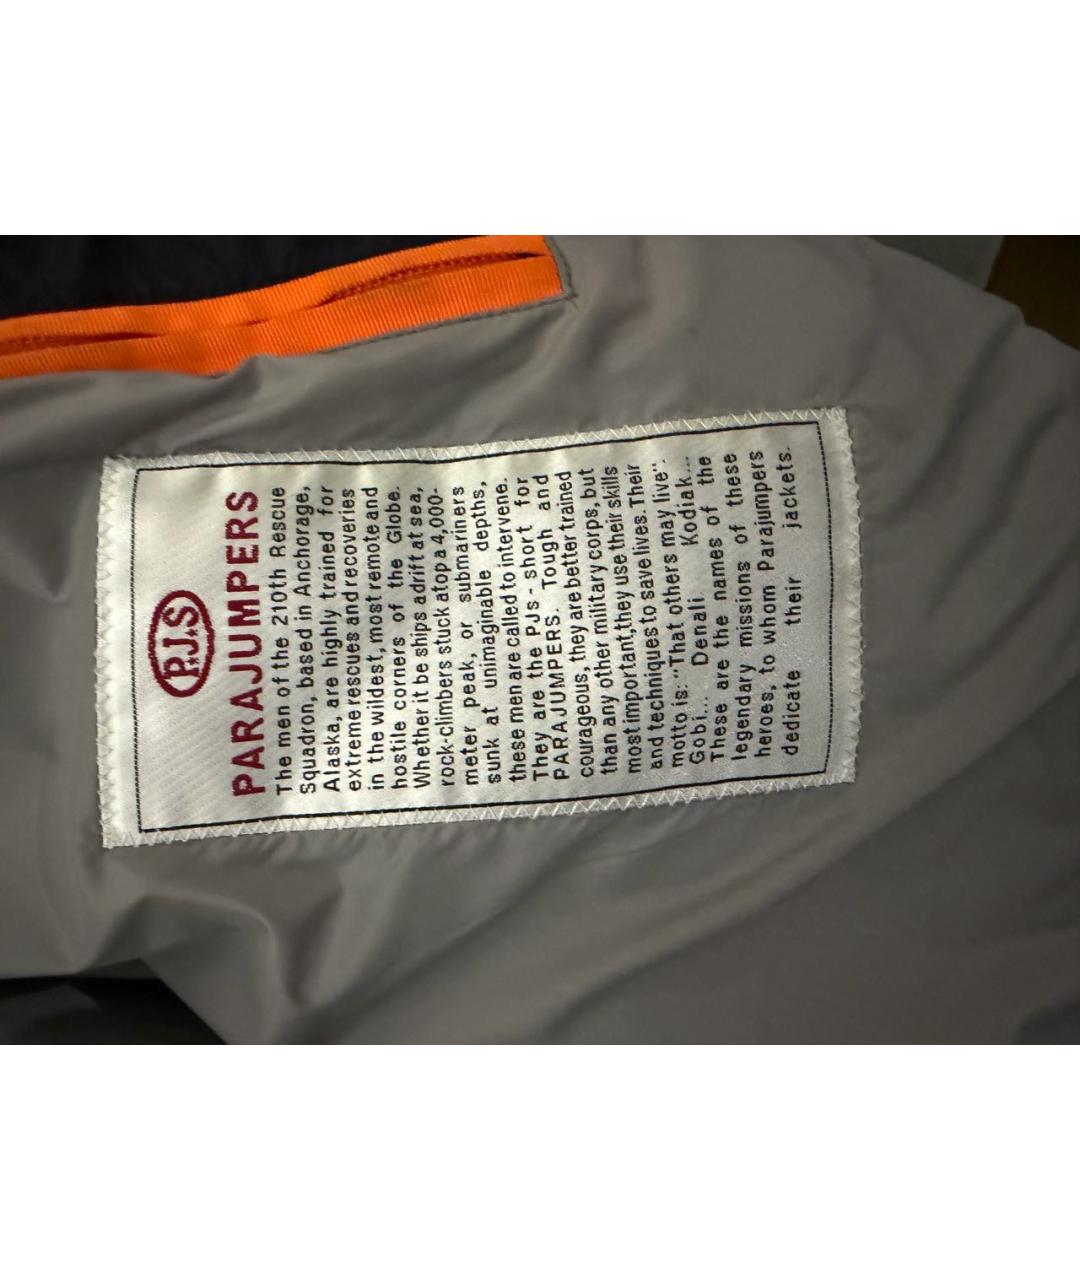 P.J.S
PARAJUMPERS
The men of the 210th Rescue
Squadron, based in Anchorage,
Alaska, are highly trained for
extreme rescues and recoveries
in the wildest, most remote and
hostile corners of the Globe.
Whether it be ships adrift at sea,
rock-climbers stuck atop a 4,000-
meter peak, or submariners
sunk at unimaginable depths,
these men are called to intervene.
They are the PJs - short for
PARAJUMPERS. Tough and
courageous, they are better trained
than any other military corps, but
most important, they use their skills
and techniques to save lives. Their
motto is: "That others may live".
Gobi... Denali Kodiak...
These are the names of the
legendary missions of these
heroes, to whom Parajumpers
dedicate their jackets.